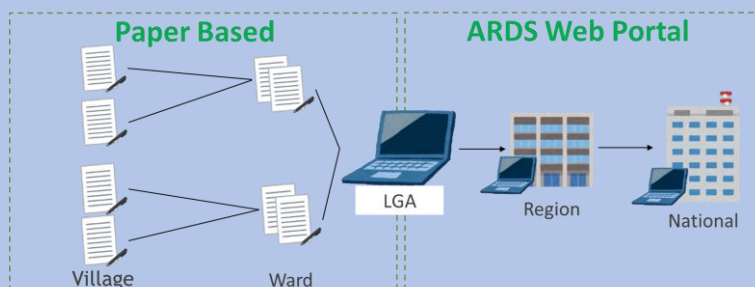 Paper Based
ARDS Web Portal
LGA
Region
National
Village
Ward